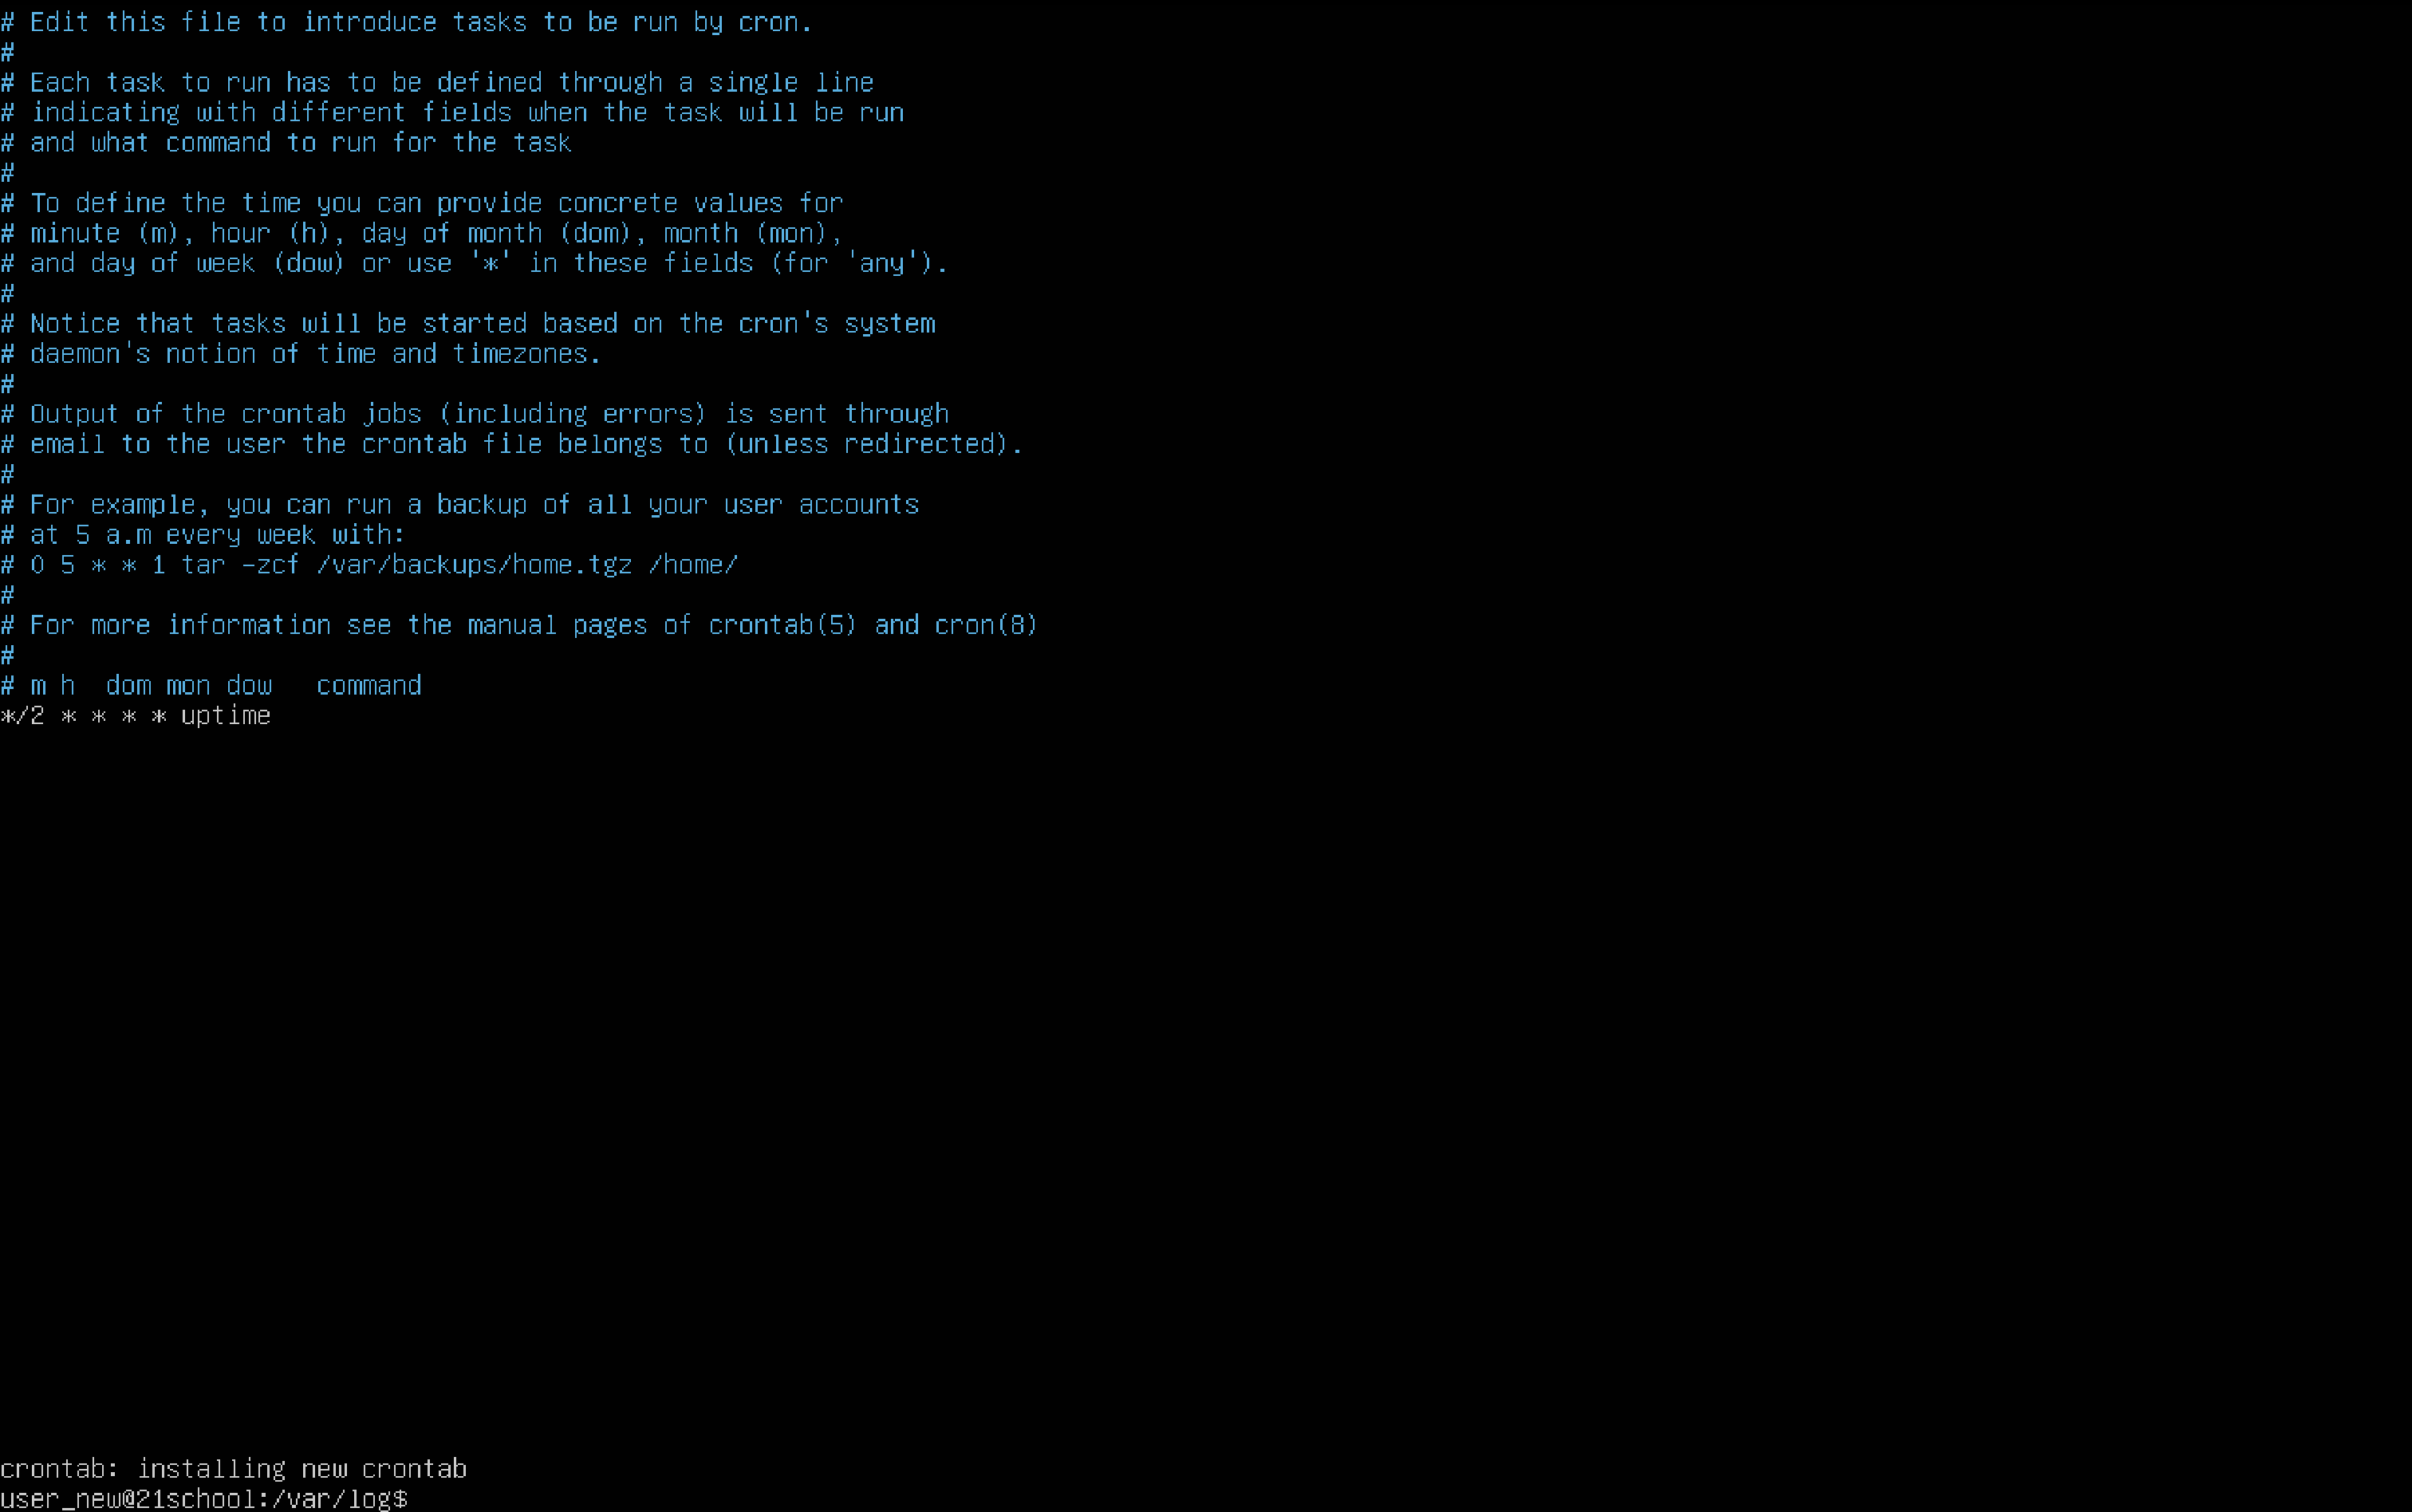 # Edit this file to introduce tasks to be run by cron.
#
# Each task to run has to be defined through a single line
# indicating with different fields when the task will be run
# and what command to run for the task
#
# To define the time you can provide concrete values for
# minute (m), hour (h), day of month (dom), month (mon),
# and day of week (dow) or use '*' in these fields (for 'any').
#
# Notice that tasks will be started based on the cron's system
# daemon's notion of time and timezones.
#
# Output of the crontab jobs (including errors) is sent through
# email to the user the crontab file belongs to (unless redirected).
#
# For example, you can run a backup of all your user accounts
# at 5 a.m every week with:
# 0 5 * * 1 tar -zcf /var/backups/home.tgz /home/
#
# For more information see the manual pages of crontab(5) and cron(8)
#
# m h  dom mon dow   command
*/2 * * * * uptime
crontab: installing new crontab
user_new@21school:/var/log$